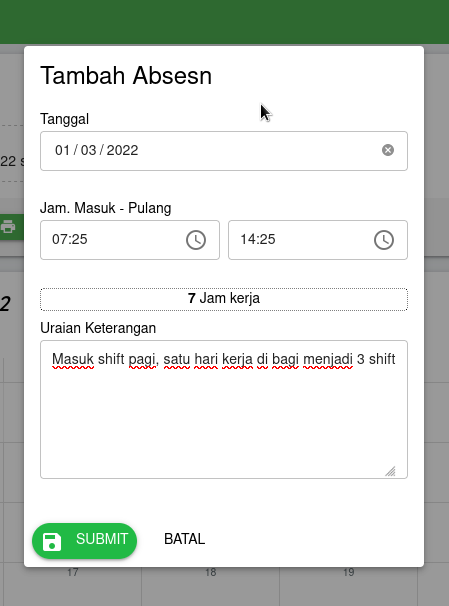 Tambah Absesn
Tanggal
01 / 03 / 2022
22 s
Jam. Masuk - Pulang
07:25 14:25
7 Jam kerja
2
Uraian Keterangan
Masuk shift pagi, satu hari kerja di bagi menjadi 3 shift
SUBMIT BATAL
17 18 19